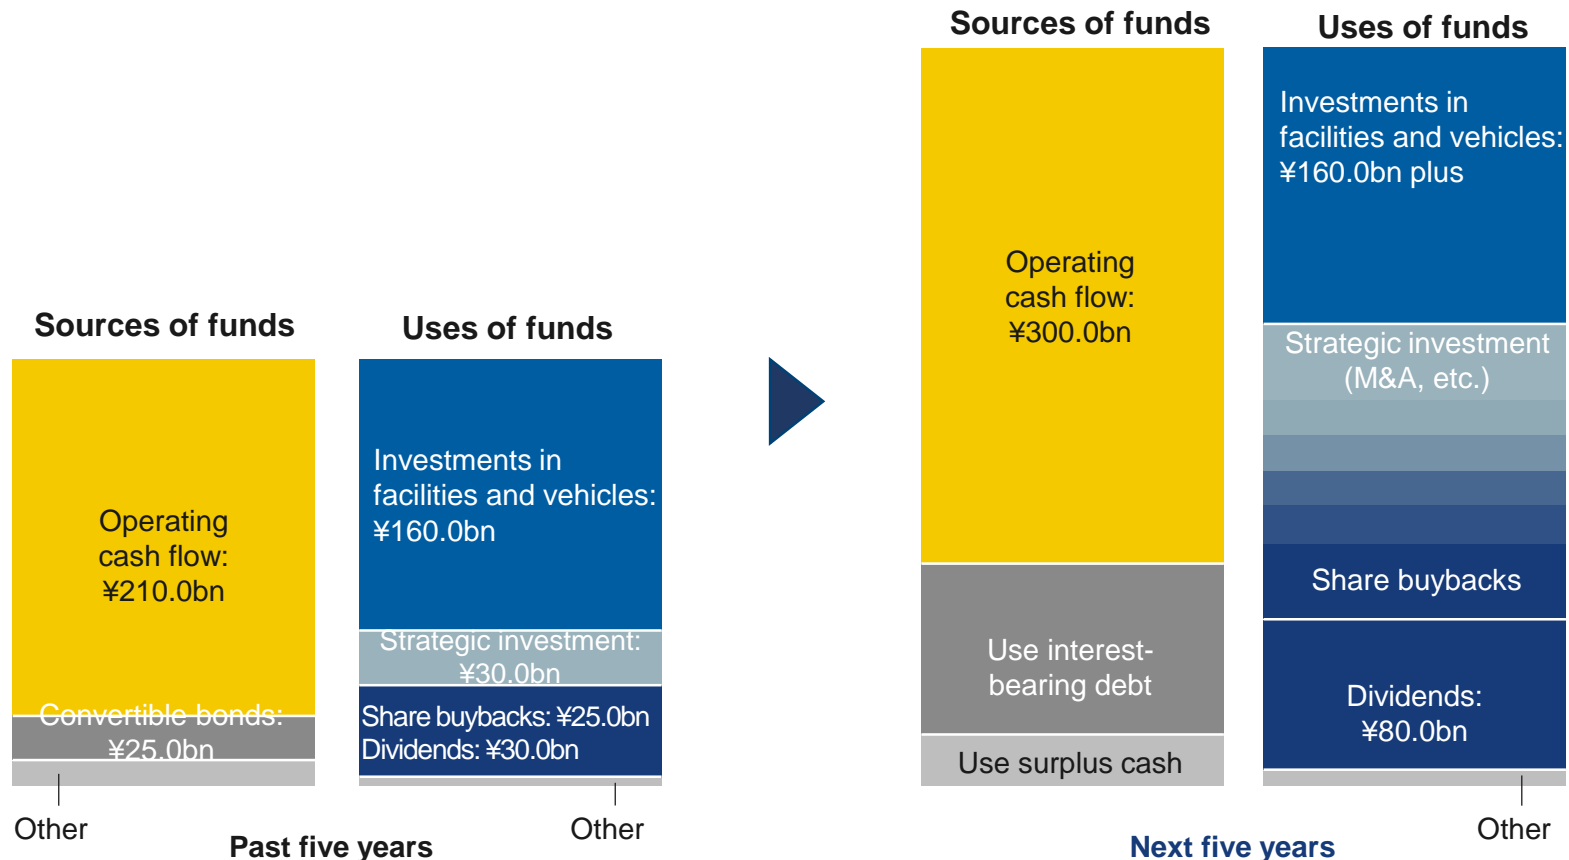 Sources of funds
Uses of funds
Operating
cash flow:
¥210.0bn
Convertible bonds:
¥25.0bn
Other
Investments in
facilities and vehicles:
¥160.0bn
Strategic investment:
¥30.0bn
Share buybacks: ¥25.0bn
Dividends: ¥30.0bn
Other
Past five years
Sources of funds
Uses of funds
Operating
cash flow:
¥300.0bn
Use interest-
bearing debt
Use surplus cash
Investments in
facilities and vehicles:
¥160.0bn plus
Strategic investment
(M&A, etc.)
Share buybacks
Dividends:
¥80.0bn
Other
Next five years